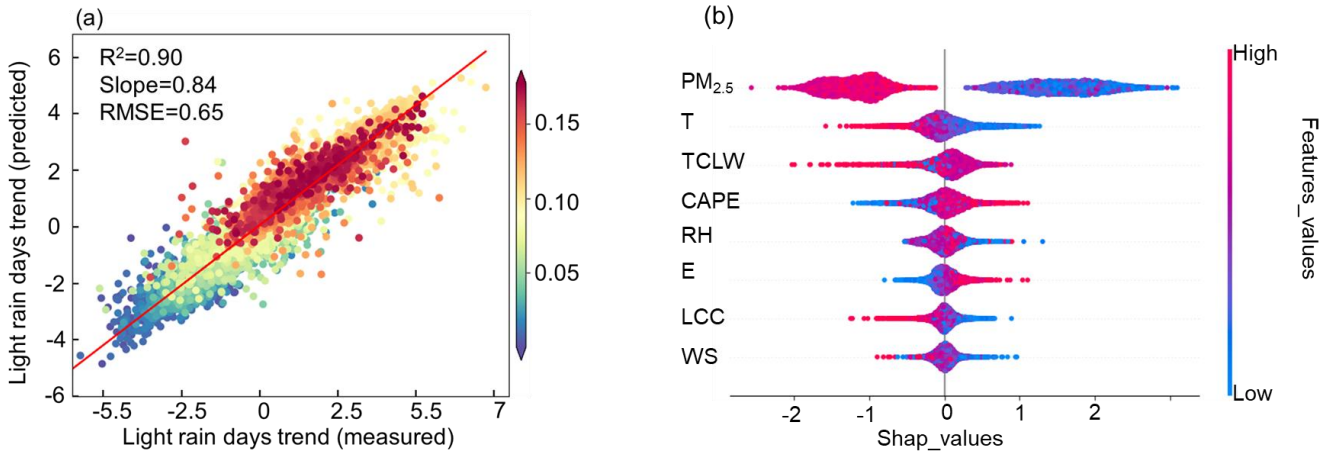 (a)
R²=0.90
Slope=0.84
RMSE=0.65
Light rain days trend (predicted)
6
4
2
0
-2
-4
-6
-5.5 -2.5 0 2.5 5.5 7
Light rain days trend (measured)
0.15
0.10
0.05
(b)
PM₂.₅
T
TCLW
CAPE
RH
E
LCC
WS
-2 -1 0 1 2
Shap_values
High
Low
Features_values